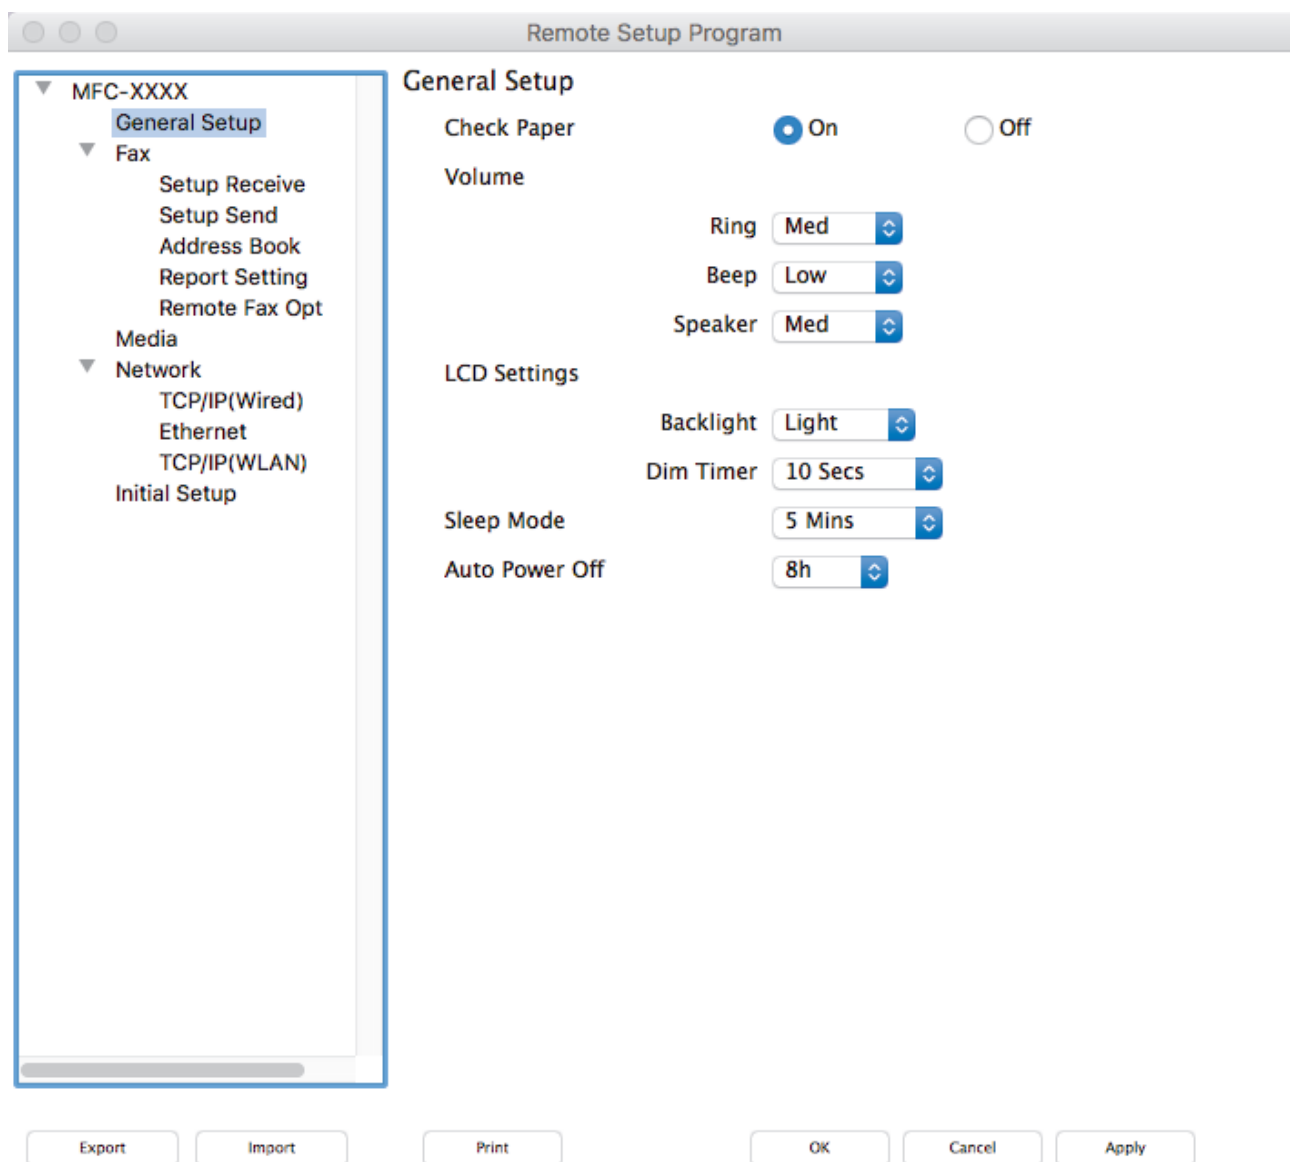 Remote Setup Program
MFC-XXXX
General Setup
Fax
Setup Receive
Setup Send
Address Book
Report Setting
Remote Fax Opt
Media
Network
TCP/IP(Wired)
Ethernet
TCP/IP(WLAN)
Initial Setup
General Setup
Check Paper On Off
Volume
Ring Med
Beep Low
Speaker Med
LCD Settings
Backlight Light
Dim Timer 10 Secs
Sleep Mode 5 Mins
Auto Power Off 8h
Export Import Print OK Cancel Apply